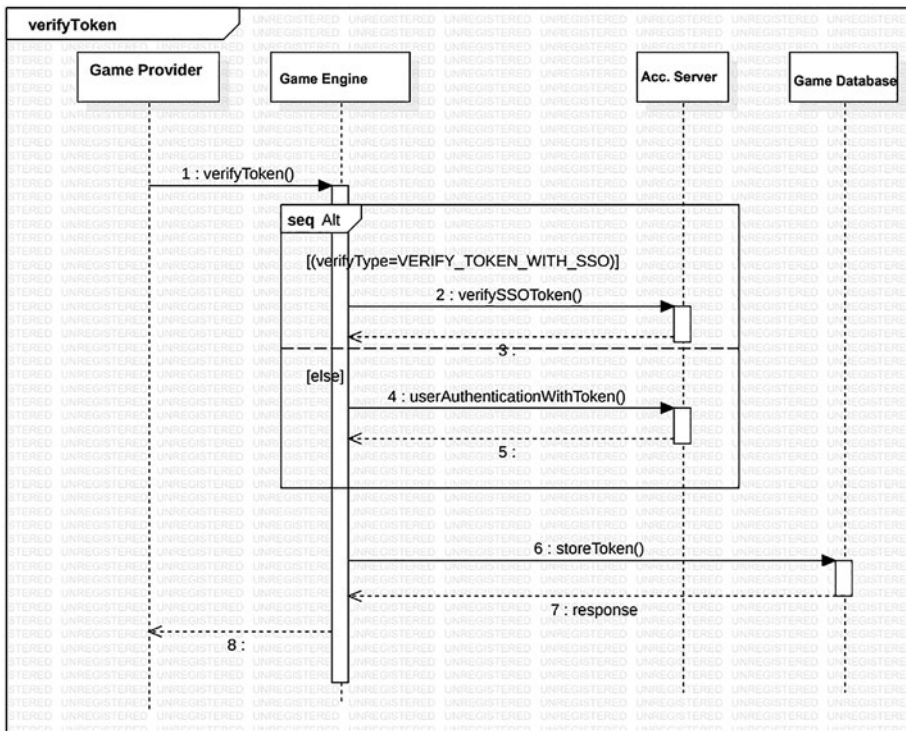 verifyToken
Game Provider
Game Engine
Acc. Server
Game Database
1 : verifyToken()
seq Alt
[(verifyType=VERIFY_TOKEN_WITH_SSO)]
2 : verifySSOToken()
3 :
[else]
4 : userAuthenticationWithToken()
5 :
6 : storeToken()
7 : response
8 :
UNREGISTERED